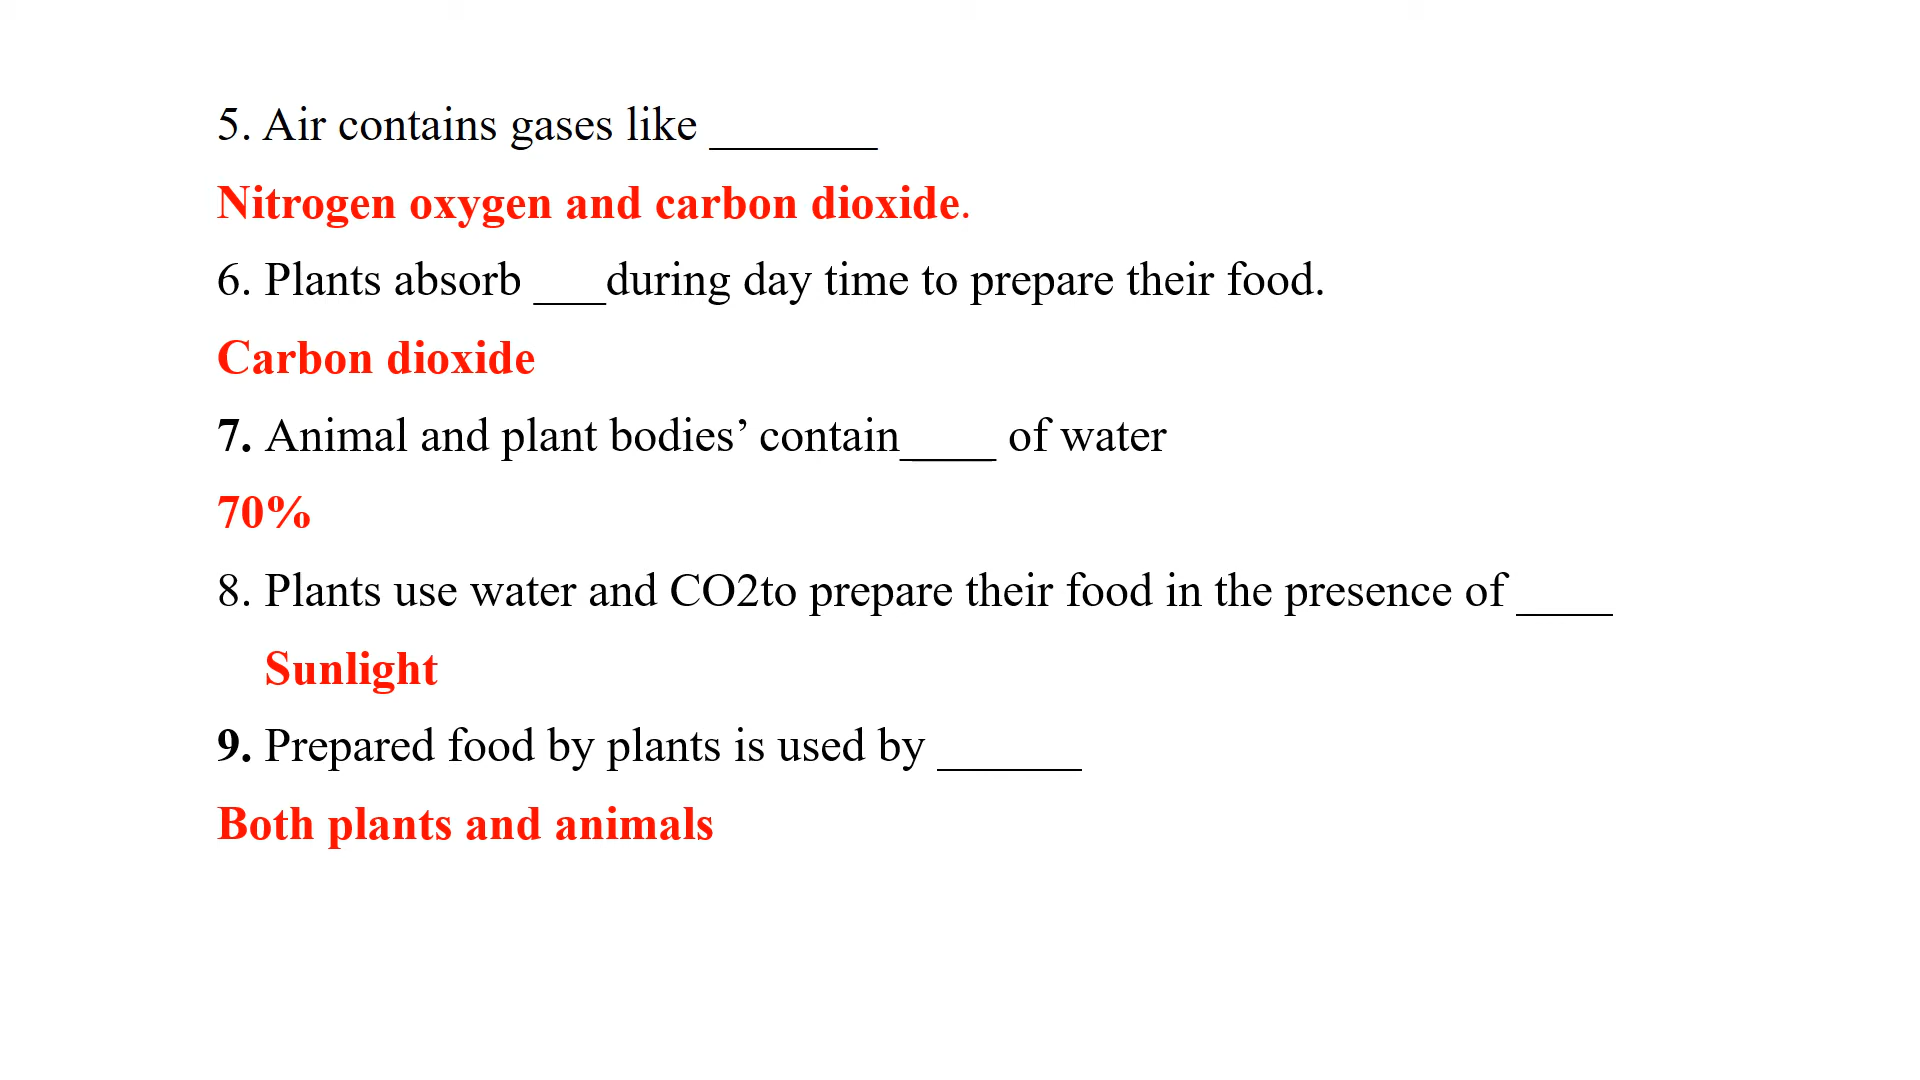 5. Air contains gases like _______
Nitrogen oxygen and carbon dioxide.
6. Plants absorb ___during day time to prepare their food.
Carbon dioxide
7. Animal and plant bodies’ contain____ of water
70%
8. Plants use water and CO2to prepare their food in the presence of ____
Sunlight
9. Prepared food by plants is used by ______
Both plants and animals